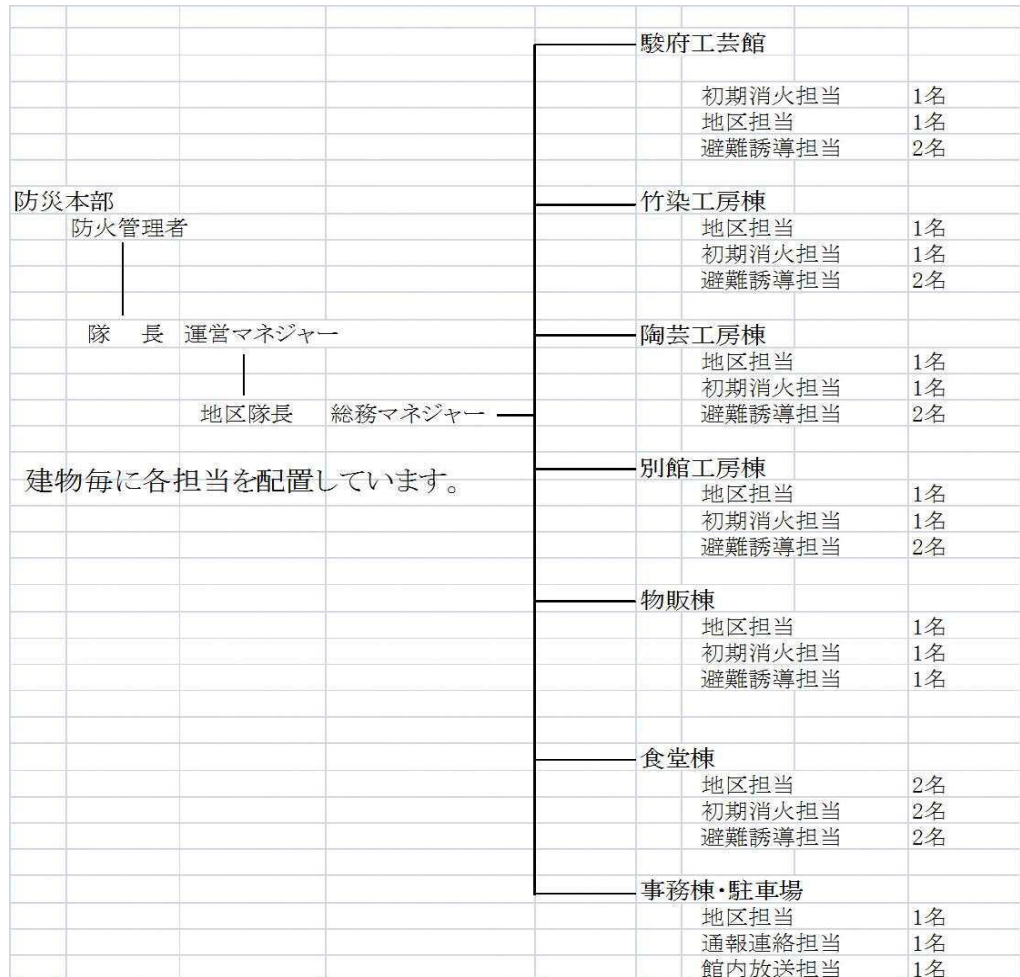 駿府工芸館
初期消火担当 1名
地区担当 1名
避難誘導担当 2名
防災本部
防火管理者
隊 長 運営マネジャー
地区隊長 総務マネジャー
建物毎に各担当を配置しています。
竹染工房棟
地区担当 1名
初期消火担当 1名
避難誘導担当 2名
陶芸工房棟
地区担当 1名
初期消火担当 1名
避難誘導担当 2名
別館工房棟
地区担当 1名
初期消火担当 1名
避難誘導担当 2名
物販棟
地区担当 1名
初期消火担当 1名
避難誘導担当 1名
食堂棟
地区担当 2名
初期消火担当 2名
避難誘導担当 2名
事務棟・駐車場
地区担当 1名
通報連絡担当 1名
館内放送担当 1名